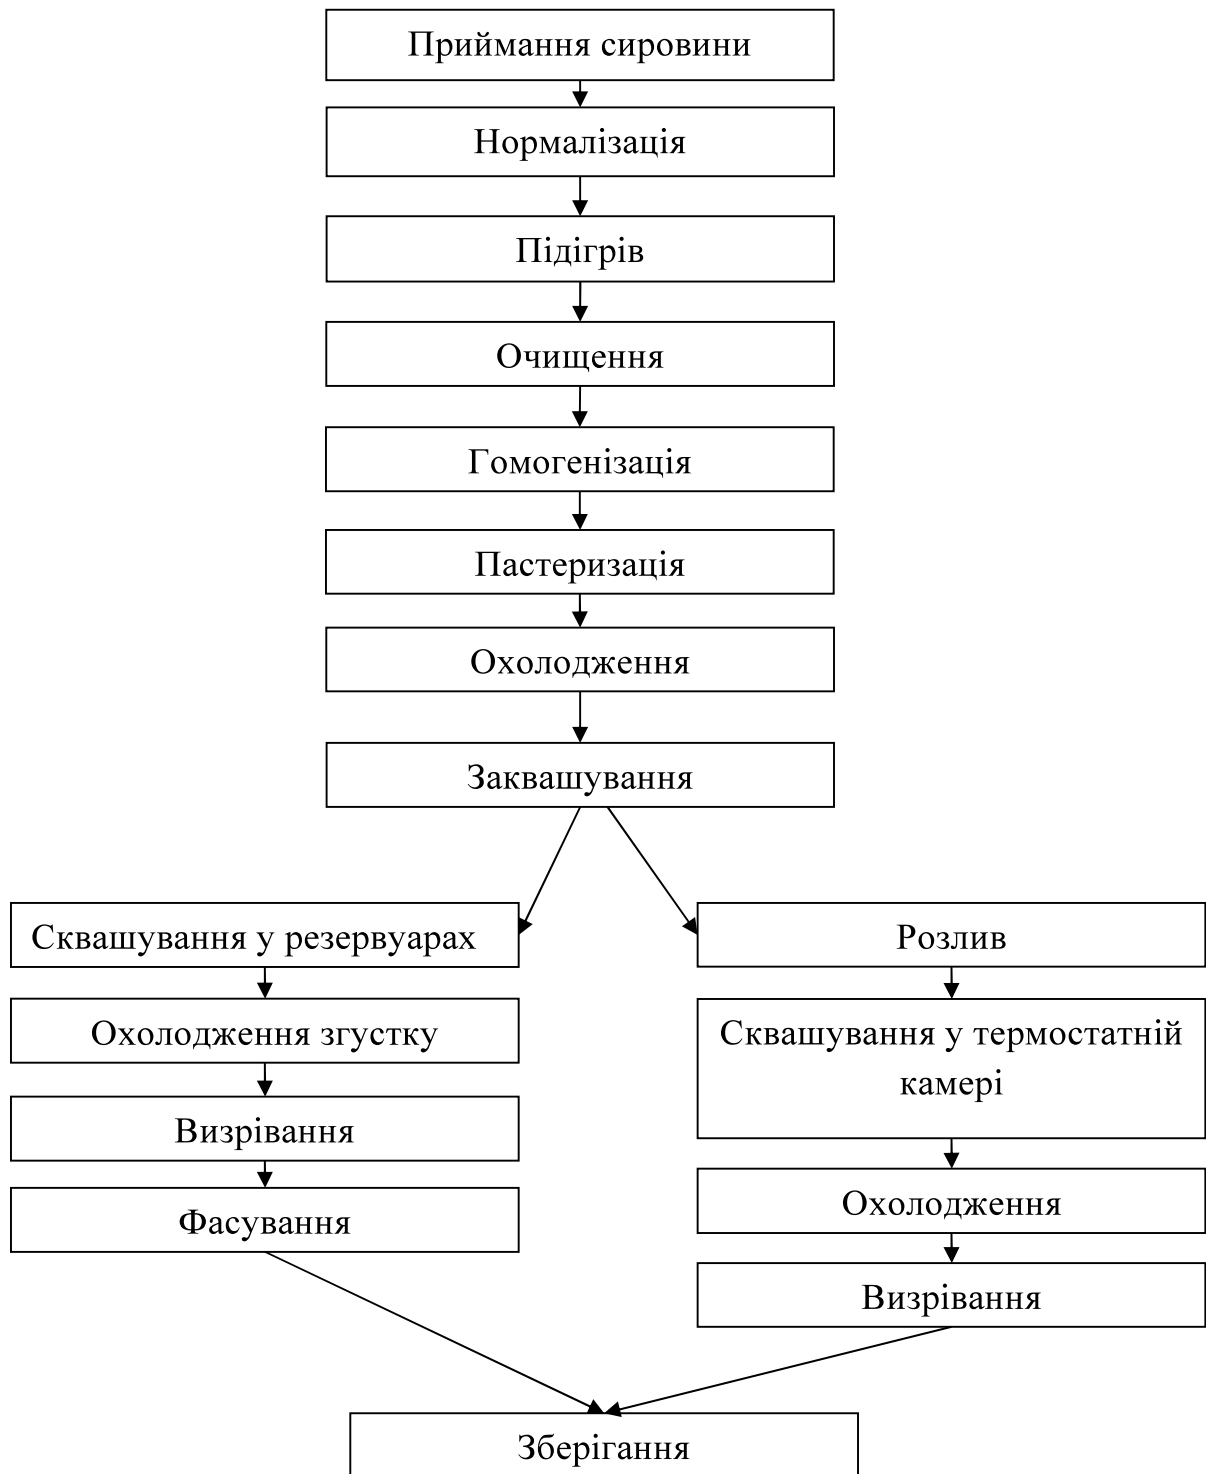 Приймання сировини
Нормалізація
Підігрів
Очищення
Гомогенізація
Пастеризація
Охолодження
Заквашування
Сквашування у резервуарах
Охолодження згустку
Визрівання
Фасування
Розлив
Сквашування у термостатній
камері
Охолодження
Визрівання
Зберігання